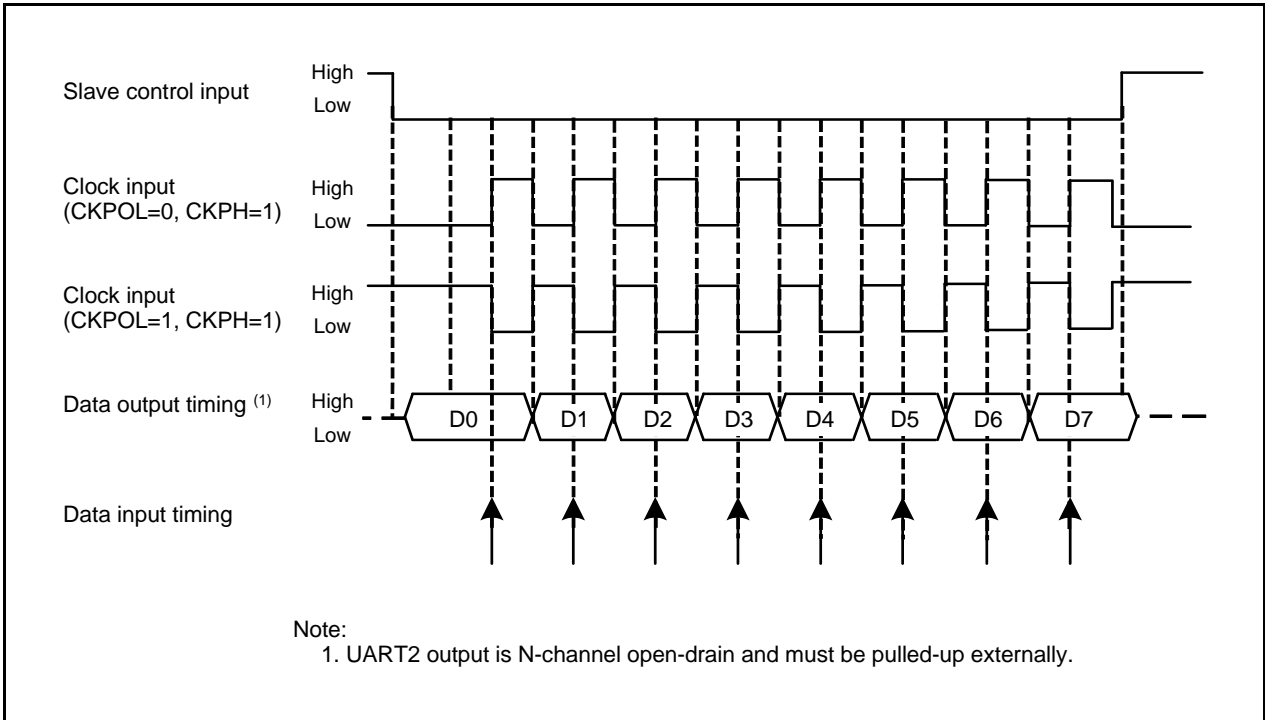 Slave control input
High
Low
Clock input
(CKPOL=0, CKPH=1)
High
Low
Clock input
(CKPOL=1, CKPH=1)
High
Low
Data output timing (1)
High
Low
D0 D1 D2 D3 D4 D5 D6 D7
Data input timing
Note:
1. UART2 output is N-channel open-drain and must be pulled-up externally.